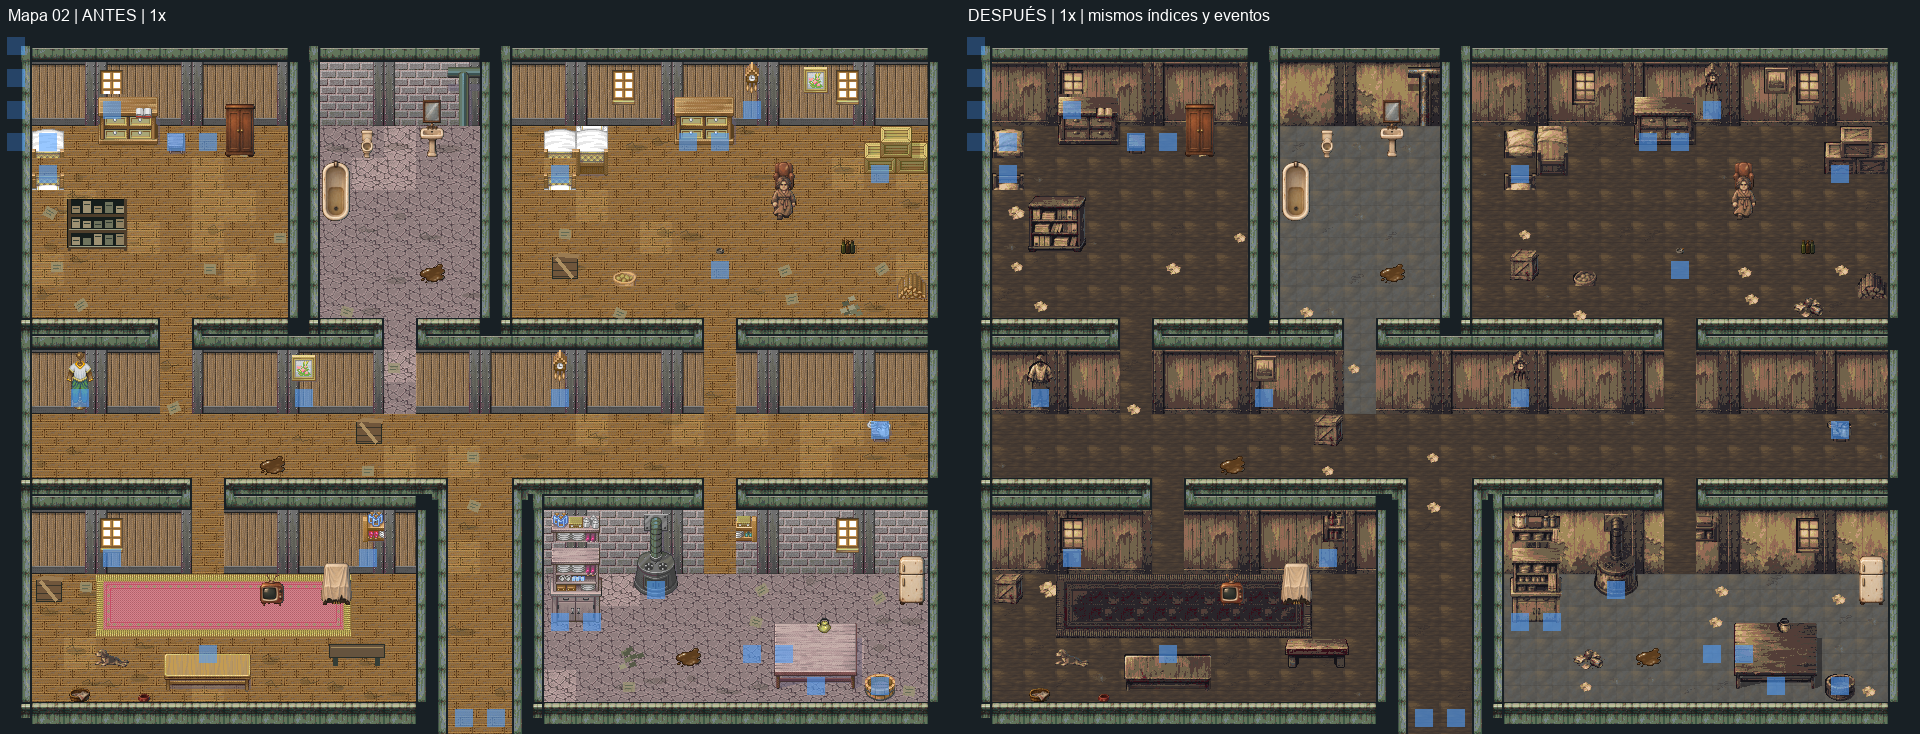 Mapa 02 | ANTES | 1x
DESPUÉS | 1x | mismos índices y eventos